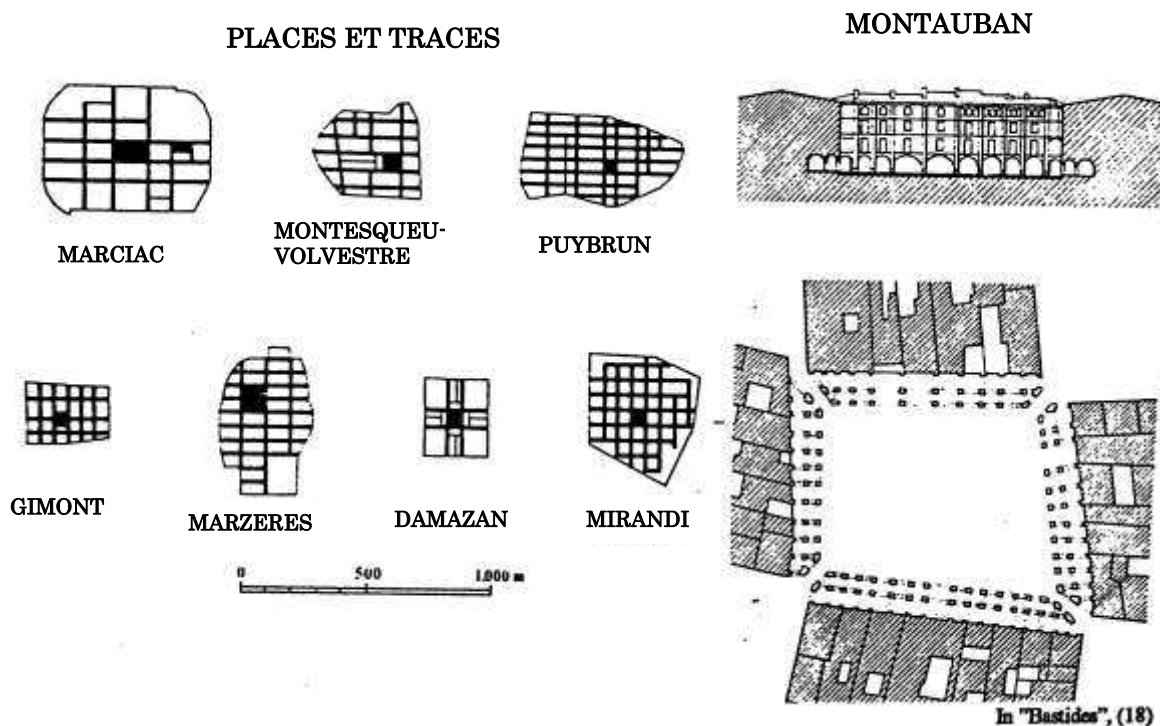 PLACES ET TRACES
MONTAUBAN
MARCIAC
MONTESQUEU-
VOLVESTRE
PUYBRUN
GIMONT
MARZERES
DAMAZAN
MIRANDI
0 500 1.000 m
In "Bastides", (18)